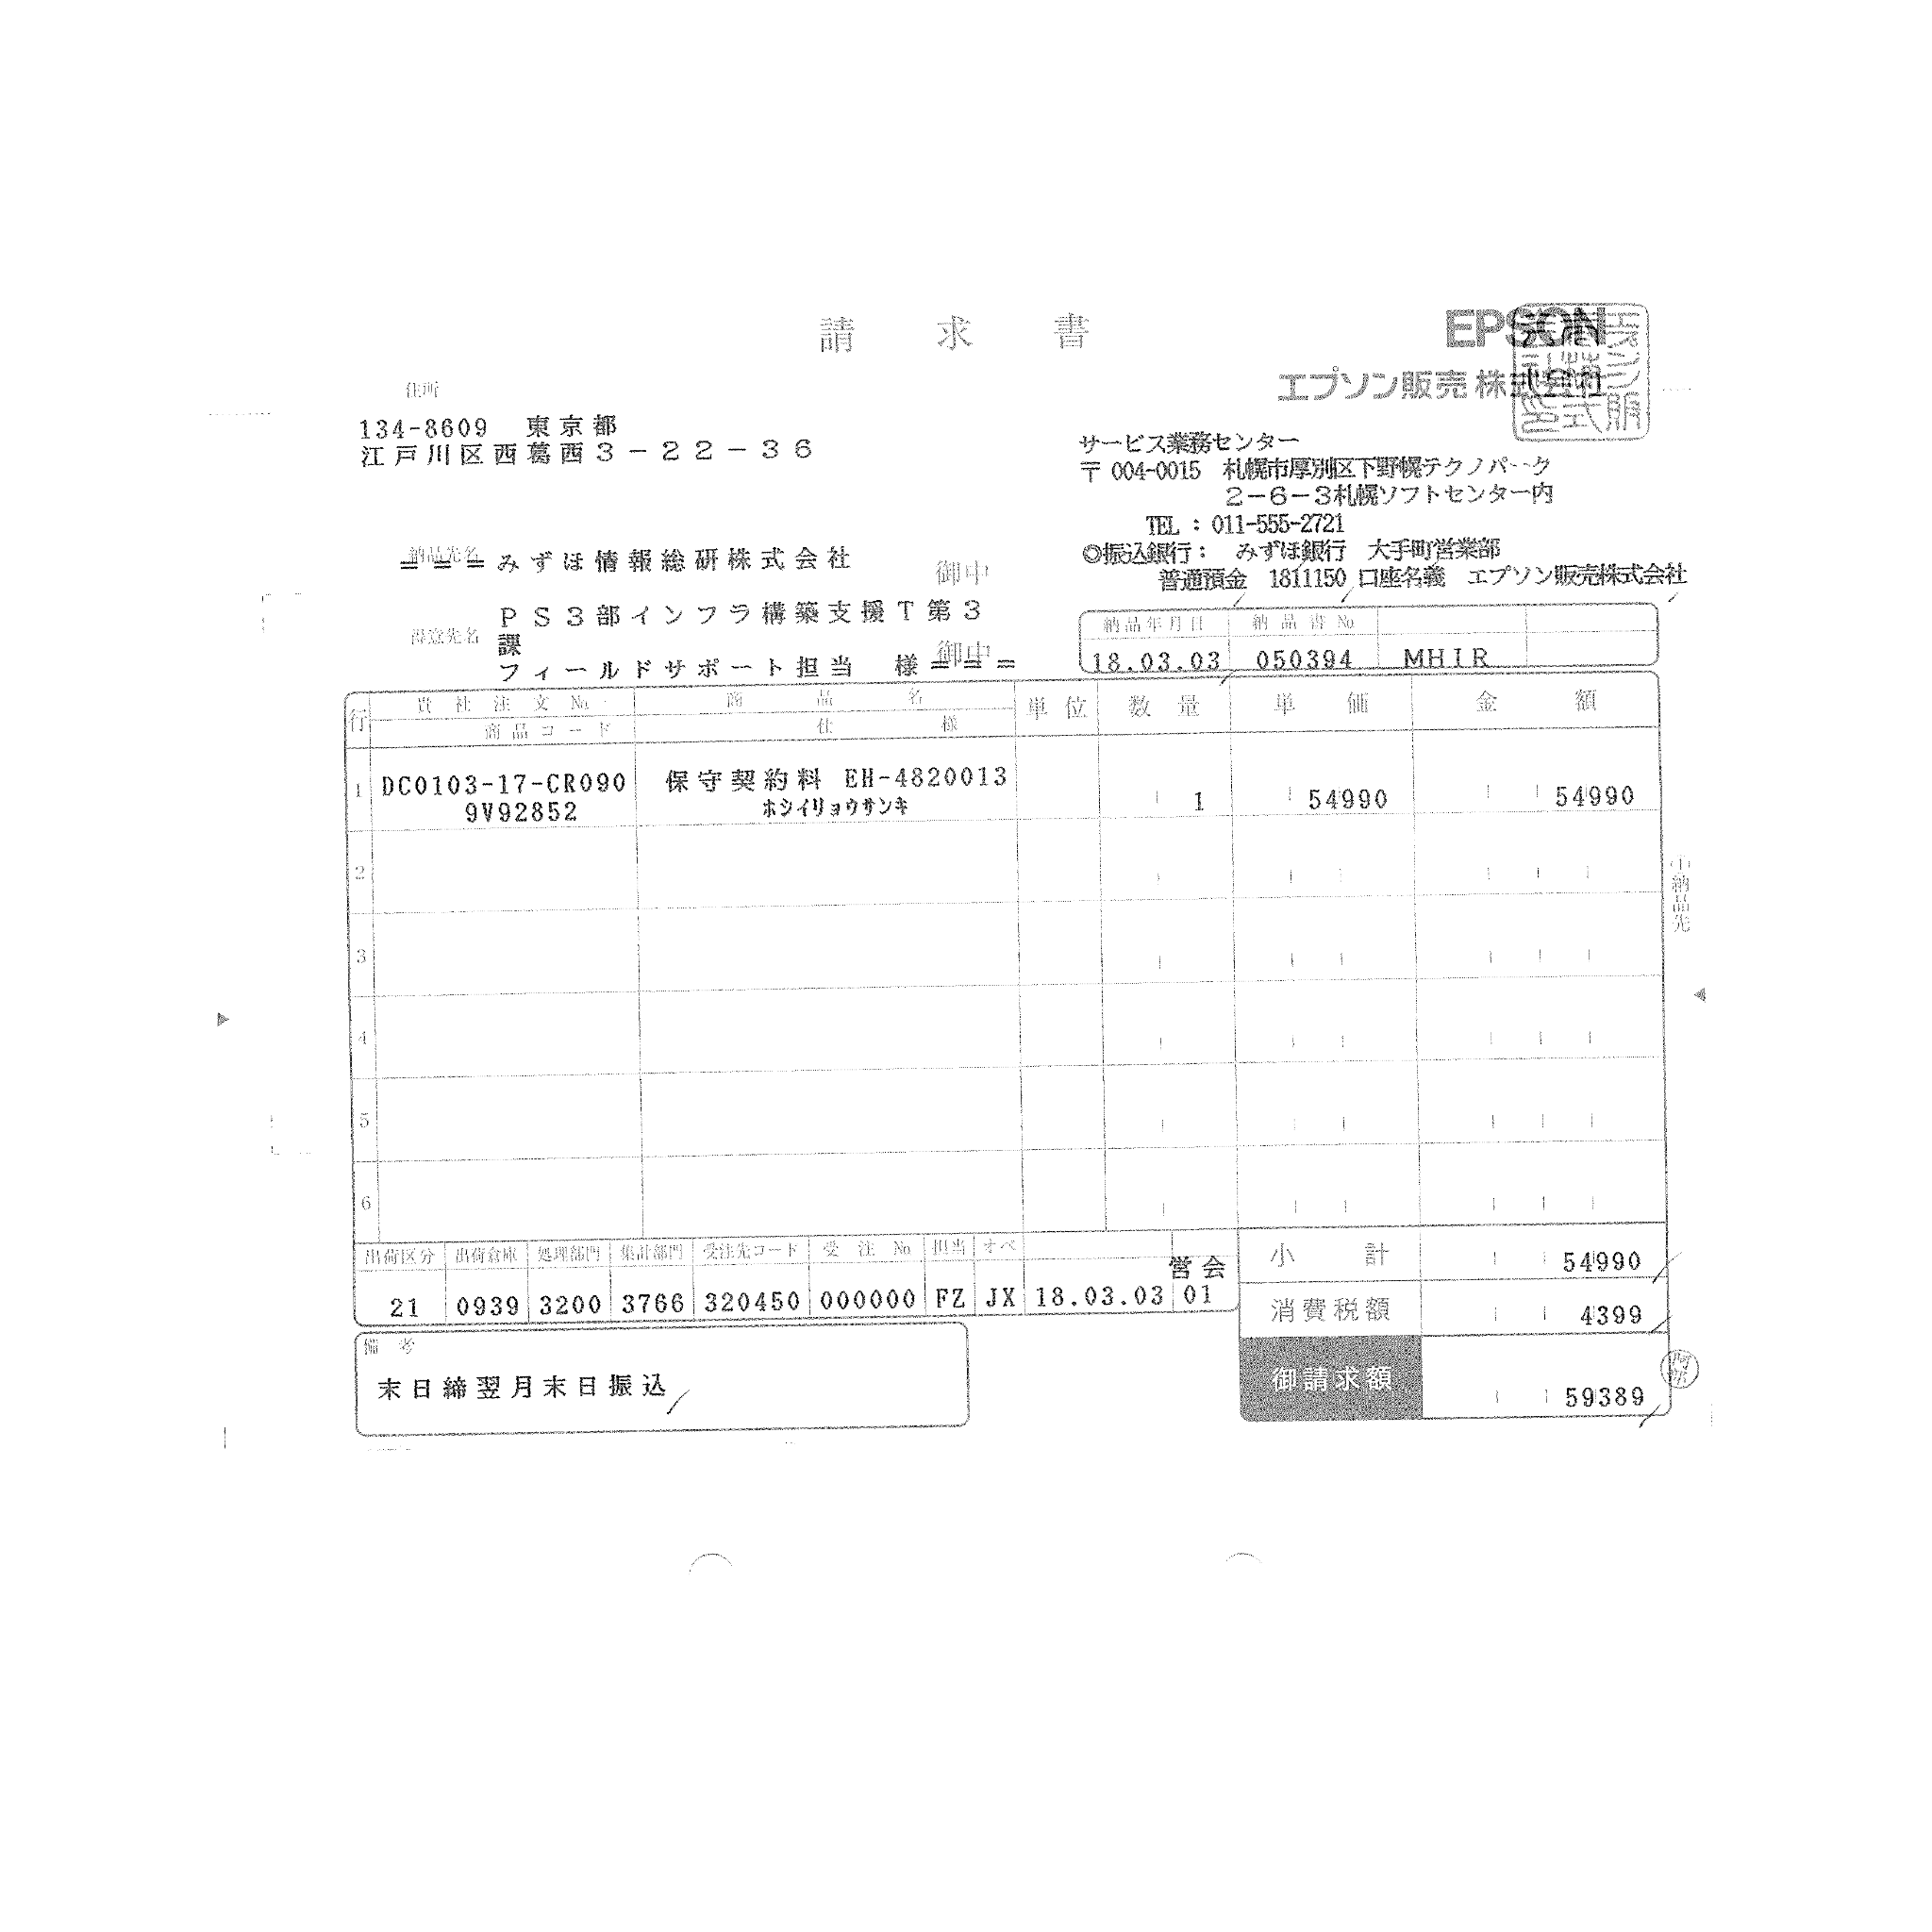 請求書
EPSON
エプソン販売株式会社
住所
134-8609 東京都
江戸川区西葛西3-22-36
サービス業務センター
〒004-0015 札幌市厚別区下野幌テクノパーク
2-6-3札幌ソフトセンター内
TEL : 011-555-2721
◎振込銀行: みずほ銀行 大手町営業部
普通預金 1811150 口座名義 エプソン販売株式会社
納品先名
=== みずほ情報総研株式会社 御中
得意先名
PS3部インフラ構築支援T第3
課
フィールドサポート担当 様=== 御中
納品年月日 納品書No
18.03.03 050394 MHIR
行 貴社注文No 商品名 単位 数量 単価 金額
商品コード 仕様
1 DC0103-17-CR090 保守契約料 EH-4820013 1 54990 54990
9V92852 ホシイリョウサンキ
2
3
4
5
6
出荷区分 出荷倉庫 処理部門 集計部門 受注先コード 受注No 担当 オペ
営会
21 0939 3200 3766 320450 000000 FZ JX 18.03.03 01
小計 54990
消費税額 4399
御請求額 59389
備考
末日締翌月末日振込
納品先